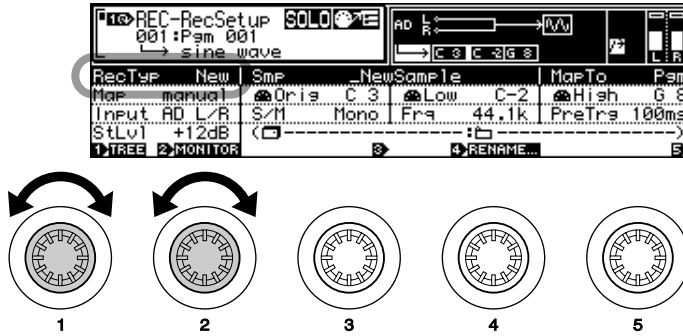 REC-RecSetup SOLO
001:Pgm 001
sine wave
AD L R
C 3 C -2 G 8
L R
RecTyp New Smp _NewSample MapTo Pgm
Map manual Orig C 3 Low C-2 High G 8
Input AD L/R S/M Mono Frq 44.1k PreTrg 100ms
StLvl +12dB (----------------------:----------------------)
1 TREE 2 MONITOR 3 4 RENAME... 5
1 2 3 4 5